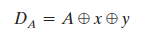 D_A = A ⊕ x ⊕ y